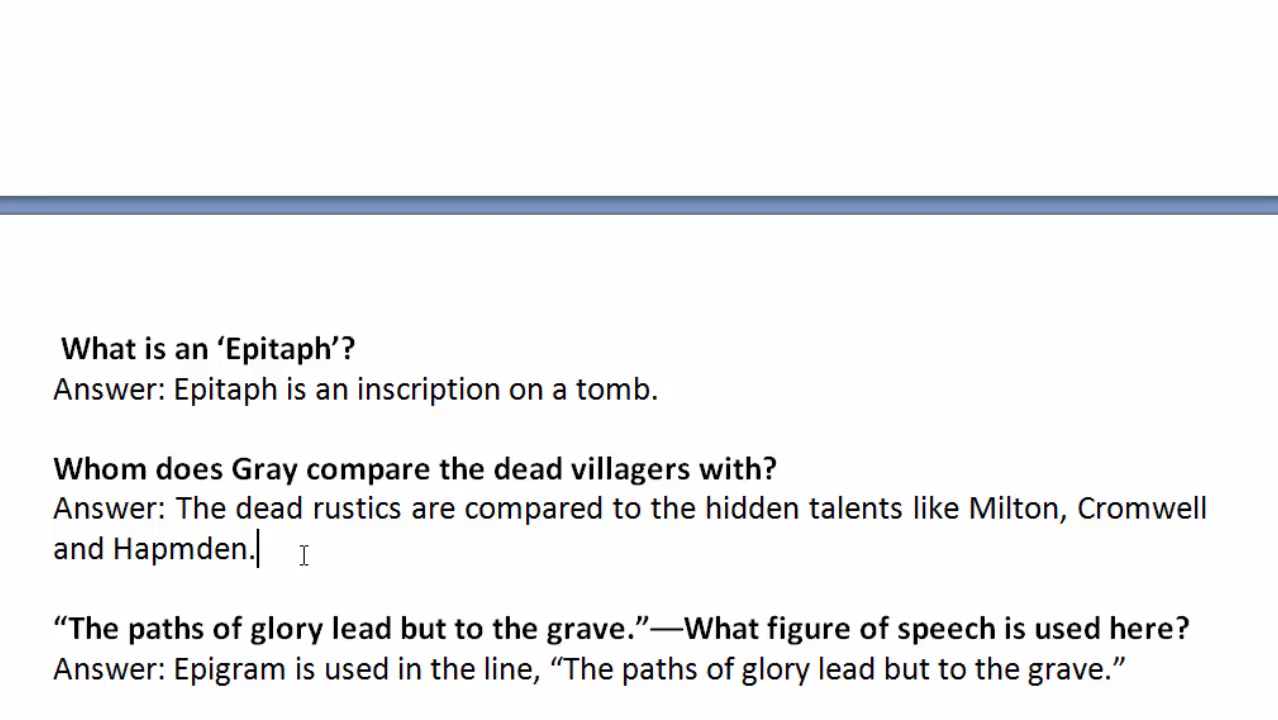 What is an ‘Epitaph’?
Answer: Epitaph is an inscription on a tomb.
Whom does Gray compare the dead villagers with?
Answer: The dead rustics are compared to the hidden talents like Milton, Cromwell
and Hapmden.
“The paths of glory lead but to the grave.”—What figure of speech is used here?
Answer: Epigram is used in the line, “The paths of glory lead but to the grave.”